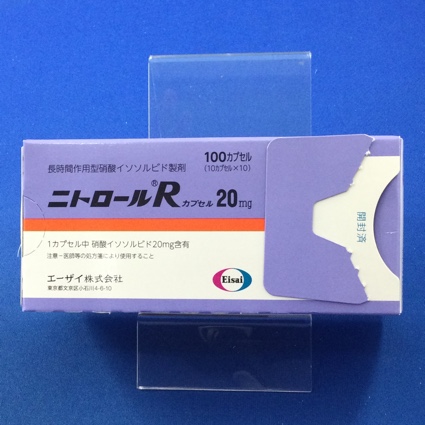 長時間作用型硝酸イソソルビド製剤
100カプセル
(10カプセル×10)
ニトロール®Rカプセル 20mg
1カプセル中 硝酸イソソルビド20mg含有
注意－医師等の処方箋により使用すること
エーザイ株式会社
東京都文京区小石川4-6-10
Eisai
開封済